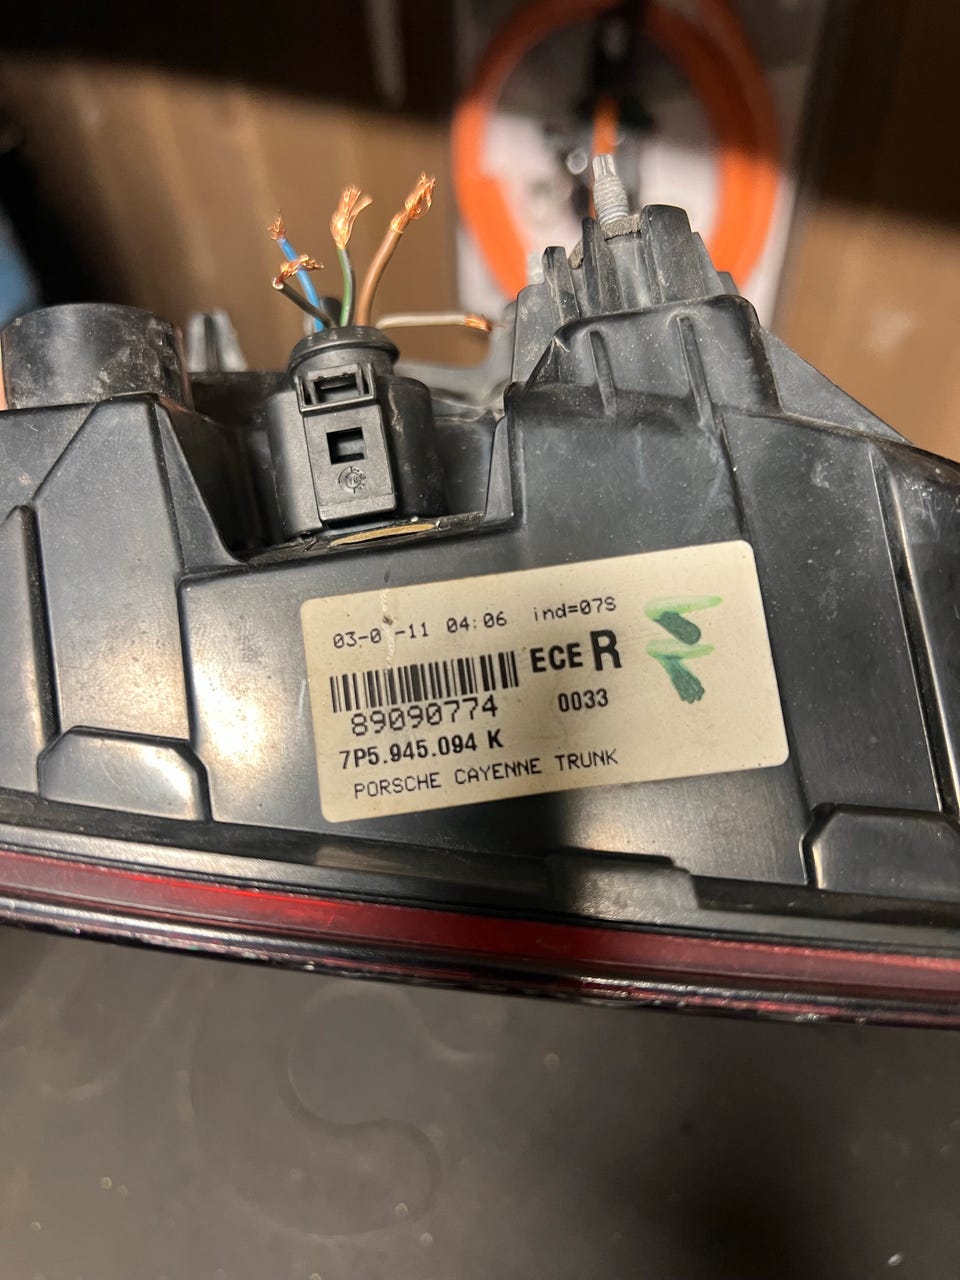 03-0 -11 04:06 ind=07S
ECE R
89090774 0033
7P5.945.094 K
PORSCHE CAYENNE TRUNK